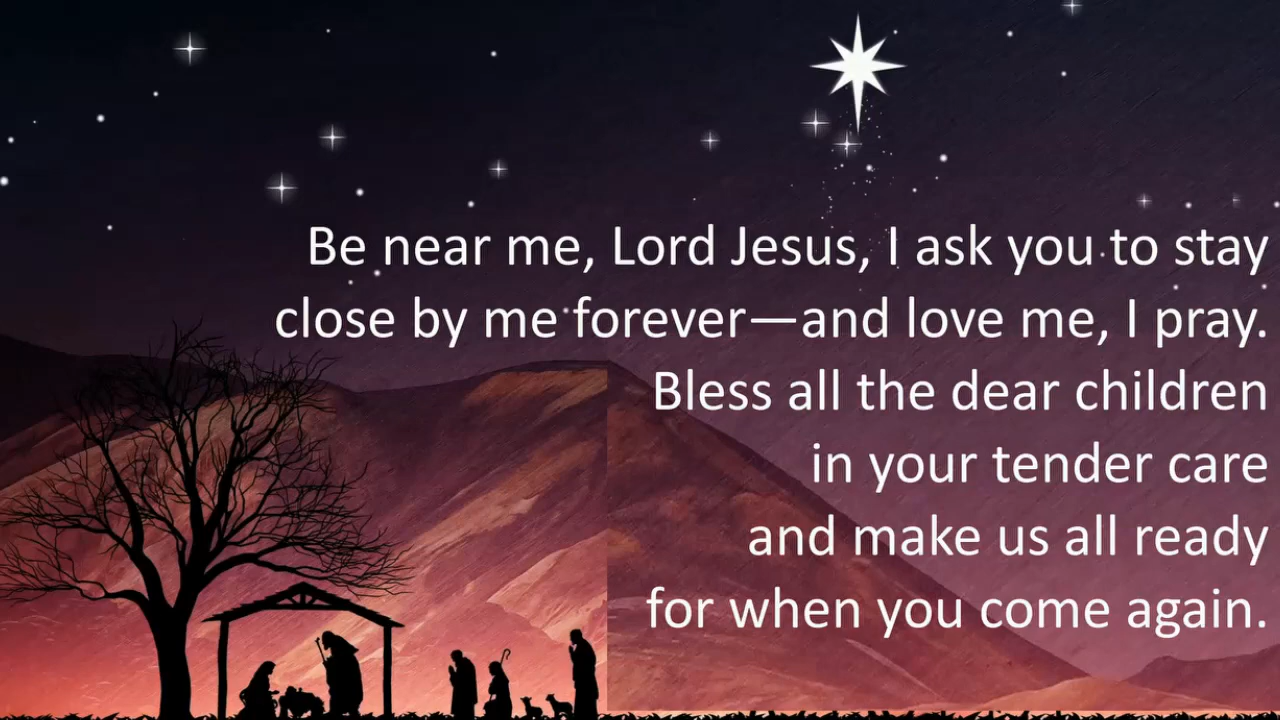 Be near me, Lord Jesus, I ask you to stay
close by me forever—and love me, I pray.
Bless all the dear children
in your tender care
and make us all ready
for when you come again.